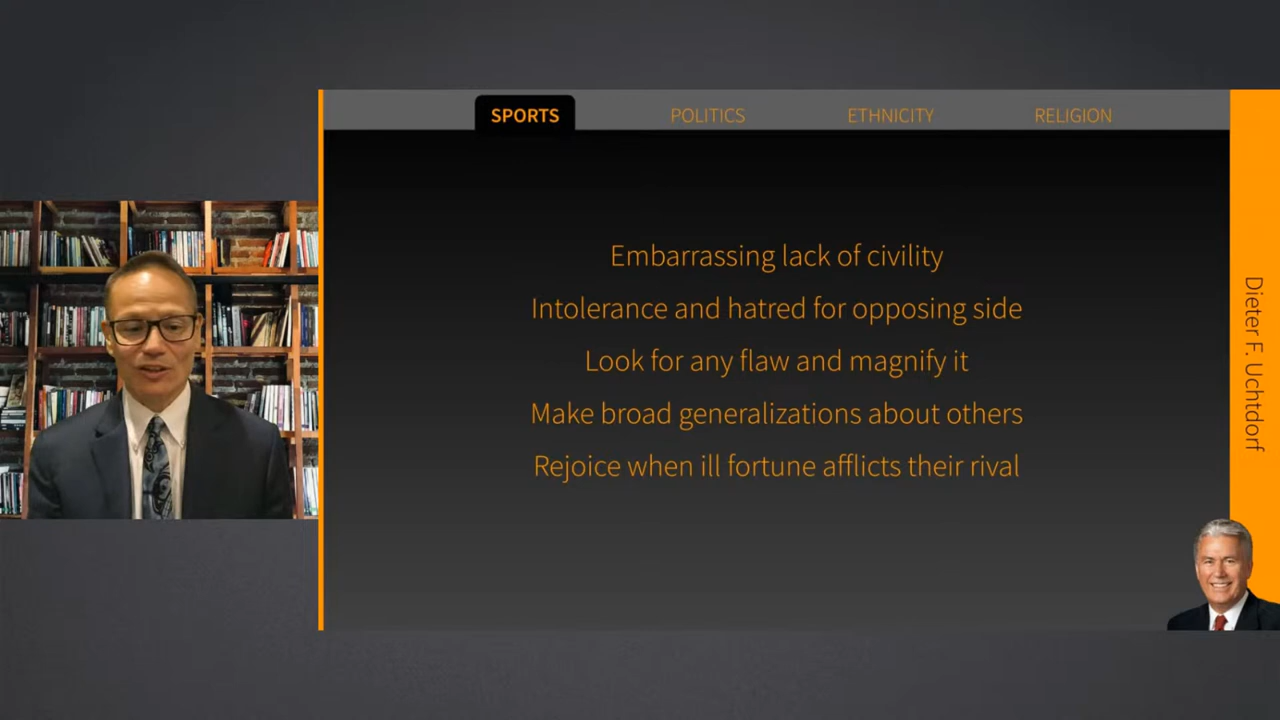 SPORTS
POLITICS
ETHNICITY
RELIGION
Embarrassing lack of civility
Intolerance and hatred for opposing side
Look for any flaw and magnify it
Make broad generalizations about others
Rejoice when ill fortune afflicts their rival
Dieter F. Uchtdorf